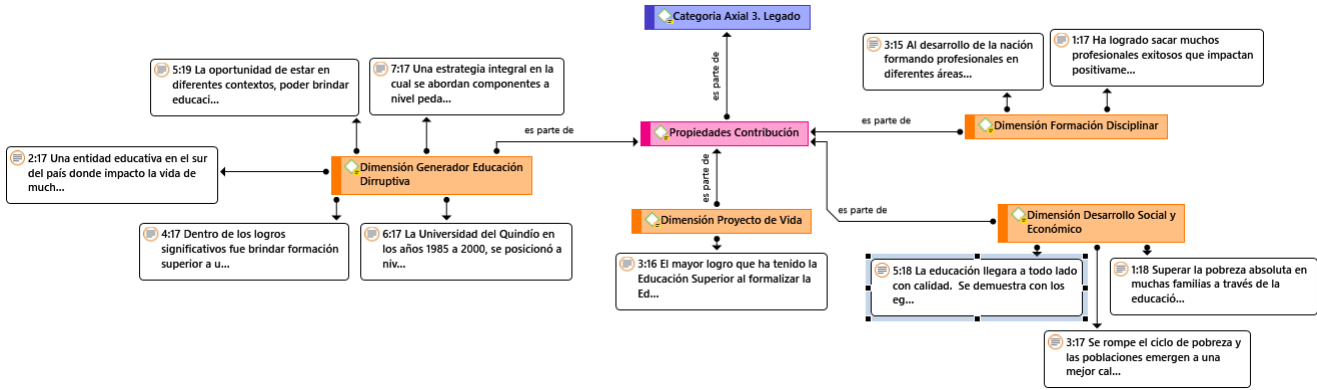 Categoria Axial 3. Legado
3:15 Al desarrollo de la nación
formando profesionales en
diferentes áreas...
1:17 Ha logrado sacar muchos
profesionales exitosos que impactan
positivame...
5:19 La oportunidad de estar en
diferentes contextos, poder brindar
educaci...
7:17 Una estrategia integral en la
cual se abordan componentes a
nivel peda...
es parte de
es parte de
Propiedades Contribución
es parte de
Dimensión Formación Disciplinar
2:17 Una entidad educativa en el sur
del país donde impacto la vida de
much...
Dimensión Generador Educación
Dirruptiva
es parte de
es parte de
Dimensión Proyecto de Vida
Dimensión Desarrollo Social y
Económico
4:17 Dentro de los logros
significativos fue brindar formación
superior a u...
6:17 La Universidad del Quindío en
los años 1985 a 2000, se posicionó a
niv...
3:16 El mayor logro que ha tenido la
Educación Superior al formalizar la
Ed...
5:18 La educación llegara a todo lado
con calidad.  Se demuestra con los
eg...
1:18 Superar la pobreza absoluta en
muchas familias a través de la
educació...
3:17 Se rompe el ciclo de pobreza y
las poblaciones emergen a una
mejor cal...